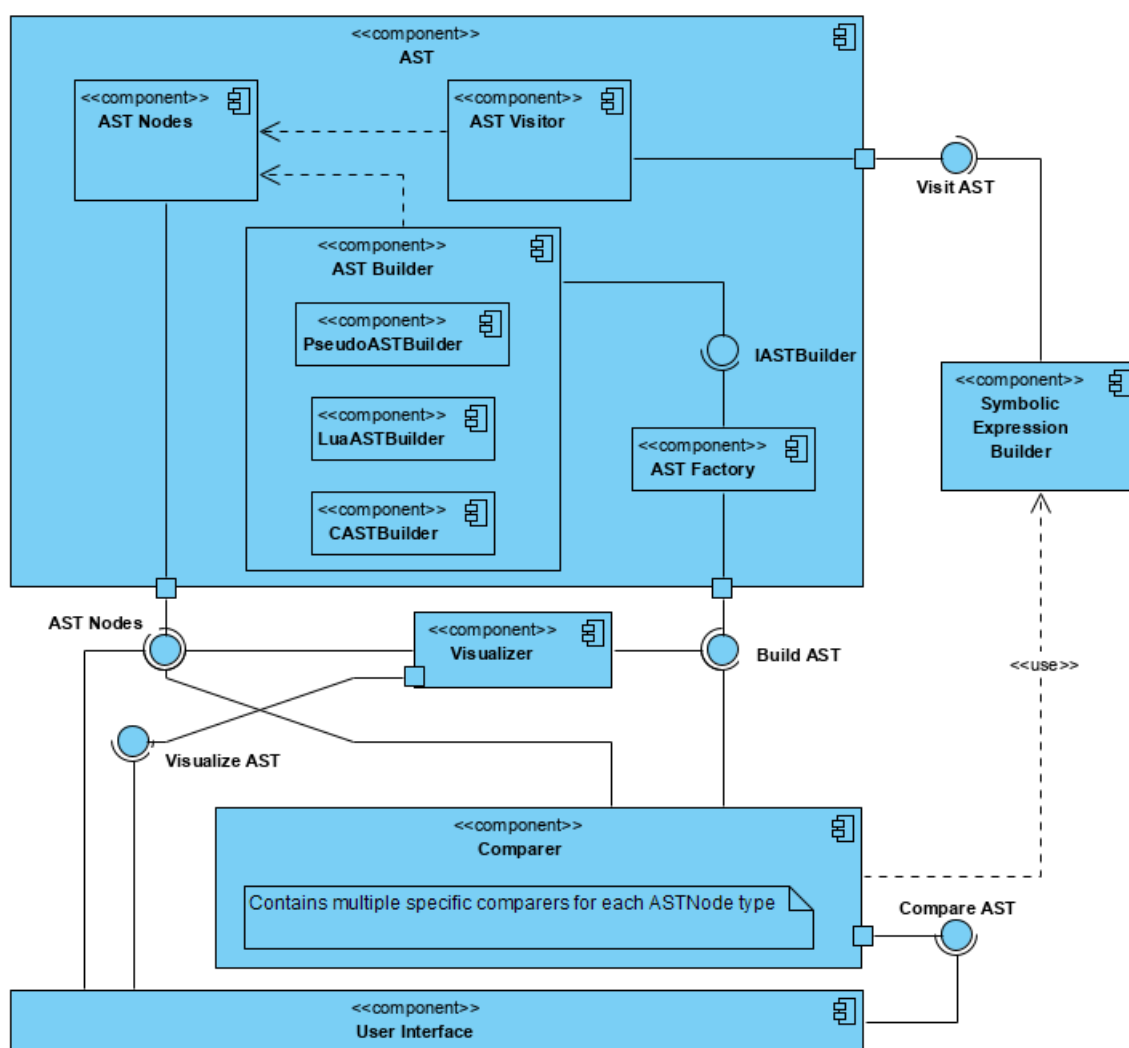 <<component>>
AST
<<component>>
AST Nodes
<<component>>
AST Visitor
Visit AST
<<component>>
AST Builder
<<component>>
PseudoASTBuilder
IASTBuilder
<<component>>
Symbolic
Expression
Builder
<<component>>
LuaASTBuilder
<<component>>
AST Factory
<<component>>
CASTBuilder
AST Nodes
<<component>>
Visualizer
Build AST
<<use>>
Visualize AST
<<component>>
Comparer
Contains multiple specific comparers for each ASTNode type
Compare AST
<<component>>
User Interface